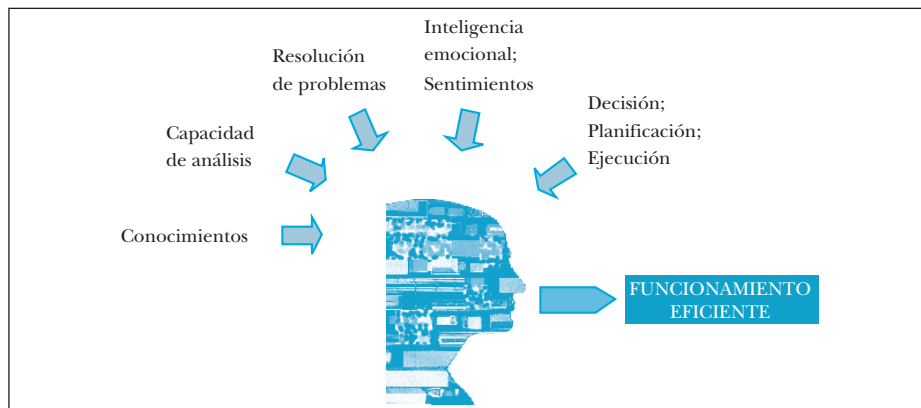 Inteligencia
emocional;
Sentimientos
Resolución
de problemas
Decisión;
Planificación;
Ejecución
Capacidad
de análisis
Conocimientos
FUNCIONAMIENTO
EFICIENTE